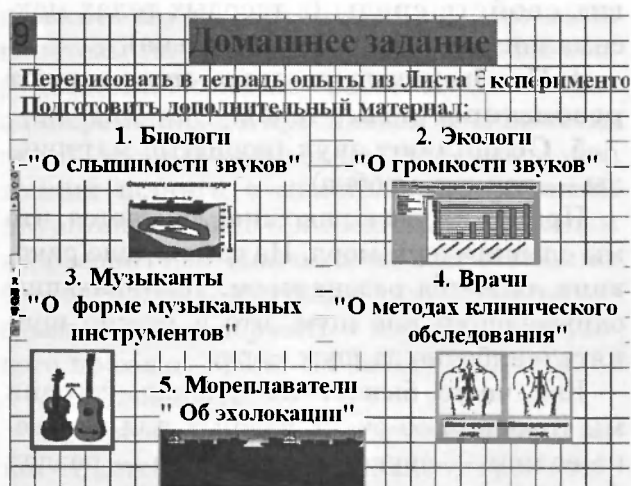 9
Домашнее задание
Перерисовать в тетрадь опыты из Листа Эксперименто
Подготовить дополнительный материал:
1. Биологи
"О слышимости звуков"
2. Экологи
"О громкости звуков"
3. Музыканты
"О форме музыкальных
инструментов"
4. Врачи
"О методах клинического
обследования"
5. Мореплаватели
" Об эхолокации"